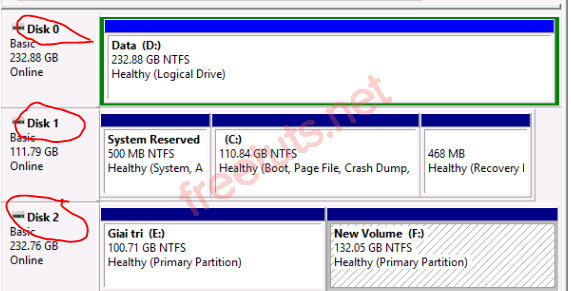 Disk 0
Basic
232.88 GB
Online
Data (D:)
232.88 GB NTFS
Healthy (Logical Drive)
Disk 1
Basic
111.79 GB
Online
System Reserved
500 MB NTFS
Healthy (System, A
(C:)
110.84 GB NTFS
Healthy (Boot, Page File, Crash Dump,
468 MB
Healthy (Recovery
Disk 2
Basic
232.76 GB
Online
Giai tri (E:)
100.71 GB NTFS
Healthy (Primary Partition)
New Volume (F:)
132.05 GB NTFS
Healthy (Primary Partition)
freetuts.net